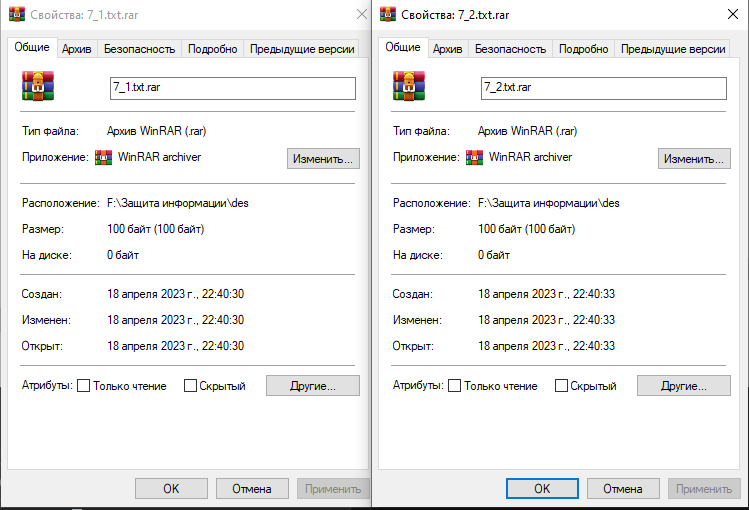 Свойства: 7_1.txt.rar
Общие Архив Безопасность Подробно Предыдущие версии
7_1.txt.rar
Тип файла: Архив WinRAR (.rar)
Приложение: WinRAR archiver Изменить...
Расположение: F:\Защита информации\des
Размер: 100 байт (100 байт)
На диске: 0 байт
Создан: 18 апреля 2023 г., 22:40:30
Изменен: 18 апреля 2023 г., 22:40:30
Открыт: 18 апреля 2023 г., 22:40:30
Атрибуты: Только чтение Скрытый Другие...
OK Отмена Применить
Свойства: 7_2.txt.rar
Общие Архив Безопасность Подробно Предыдущие версии
7_2.txt.rar
Тип файла: Архив WinRAR (.rar)
Приложение: WinRAR archiver Изменить...
Расположение: F:\Защита информации\des
Размер: 100 байт (100 байт)
На диске: 0 байт
Создан: 18 апреля 2023 г., 22:40:33
Изменен: 18 апреля 2023 г., 22:40:33
Открыт: 18 апреля 2023 г., 22:40:33
Атрибуты: Только чтение Скрытый Другие...
OK Отмена Применить